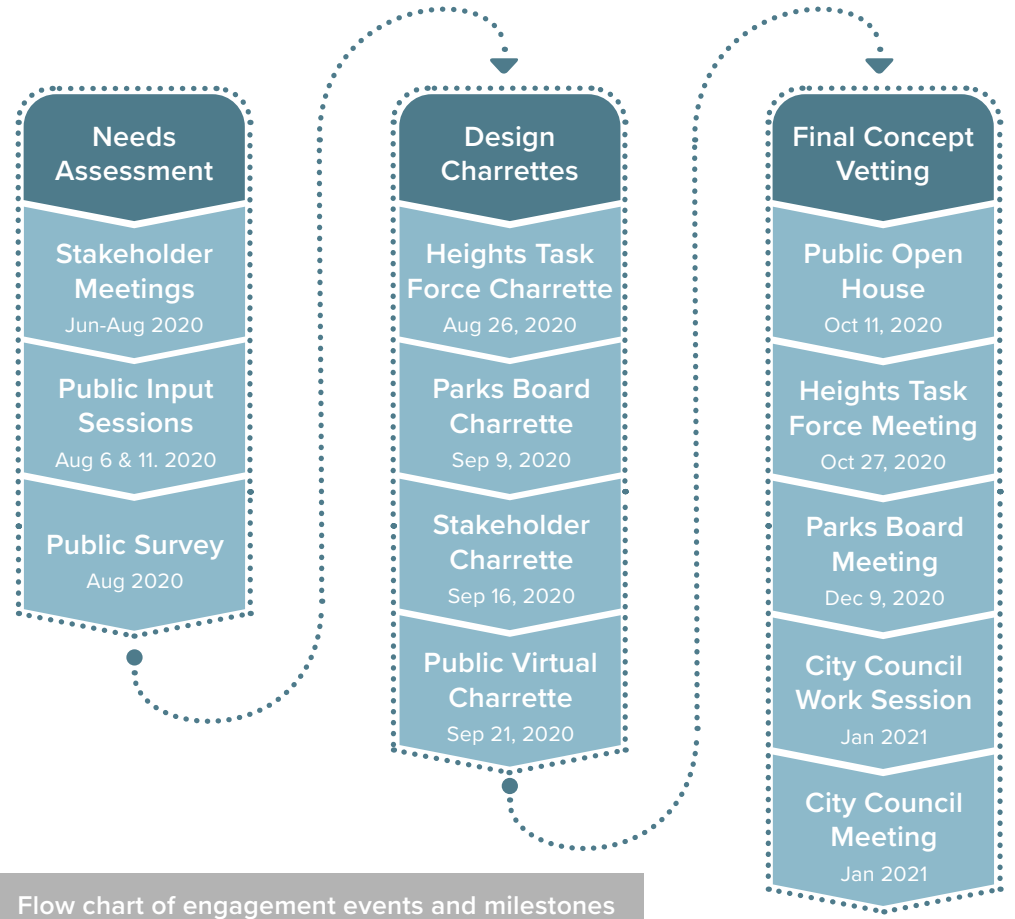 Needs
Assessment
Stakeholder
Meetings
Jun-Aug 2020
Public Input
Sessions
Aug 6 & 11. 2020
Public Survey
Aug 2020
Design
Charrettes
Heights Task
Force Charrette
Aug 26, 2020
Parks Board
Charrette
Sep 9, 2020
Stakeholder
Charrette
Sep 16, 2020
Public Virtual
Charrette
Sep 21, 2020
Final Concept
Vetting
Public Open
House
Oct 11, 2020
Heights Task
Force Meeting
Oct 27, 2020
Parks Board
Meeting
Dec 9, 2020
City Council
Work Session
Jan 2021
City Council
Meeting
Jan 2021
Flow chart of engagement events and milestones